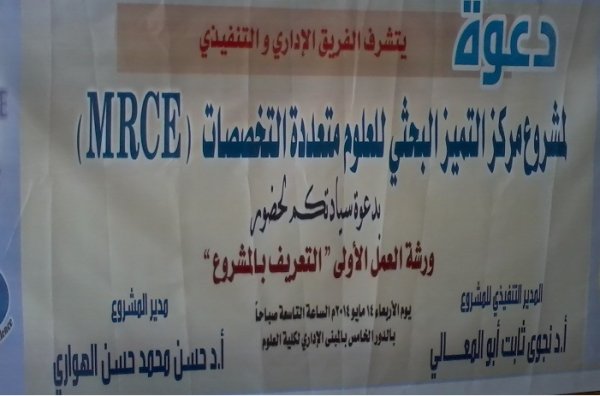 دعوة
يتشرف الفريق الإداري و التنفيذي
لمشروع مركز التميز البحثي للعلوم متعددة التخصصات (MRCE)
بدعوة سيادتكم لحضور
ورشة العمل الأولى "التعريف بالمشروع"
يوم الأربعاء ١٤ مايو ٢٠١٤م الساعة التاسعة صباحاً
بالدور الخامس بالمبنى الإداري لكلية العلوم
المدير التنفيذي للمشروع
أ.د نجوى ثابت أبو المعالي
مدير المشروع
أ.د حسن محمد حسن الهواري